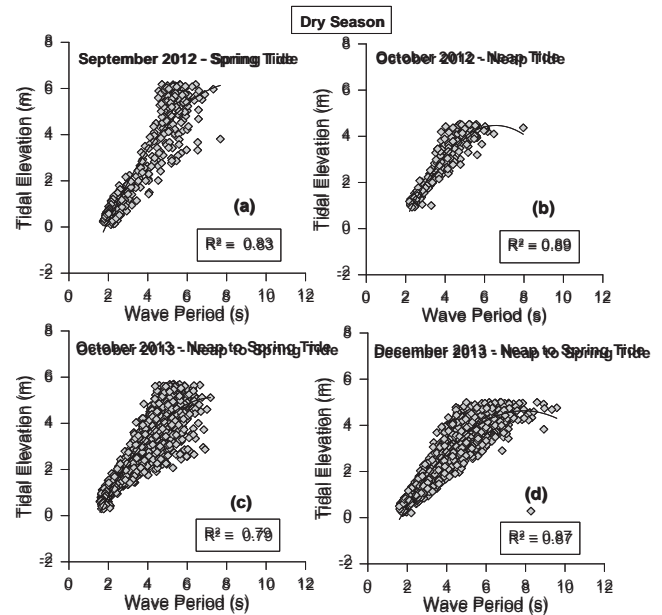 Dry Season
September 2012 - Spring Tide
8
6
4
2
0
-2
Tidal Elevation (m)
(a)
R² = 0.83
0 2 4 6 8 10 12
Wave Period (s)
October 2012 - Neap Tide
8
6
4
2
0
-2
Tidal Elevation (m)
(b)
R² = 0.89
0 2 4 6 8 10 12
Wave Period (s)
October 2013 - Neap to Spring Tide
8
6
4
2
0
-2
Tidal Elevation (m)
(c)
R² = 0.79
0 2 4 6 8 10 12
Wave Period (s)
December 2013 - Neap to Spring Tide
8
6
4
2
0
-2
Tidal Elevation (m)
(d)
R² = 0.87
0 2 4 6 8 10 12
Wave Period (s)